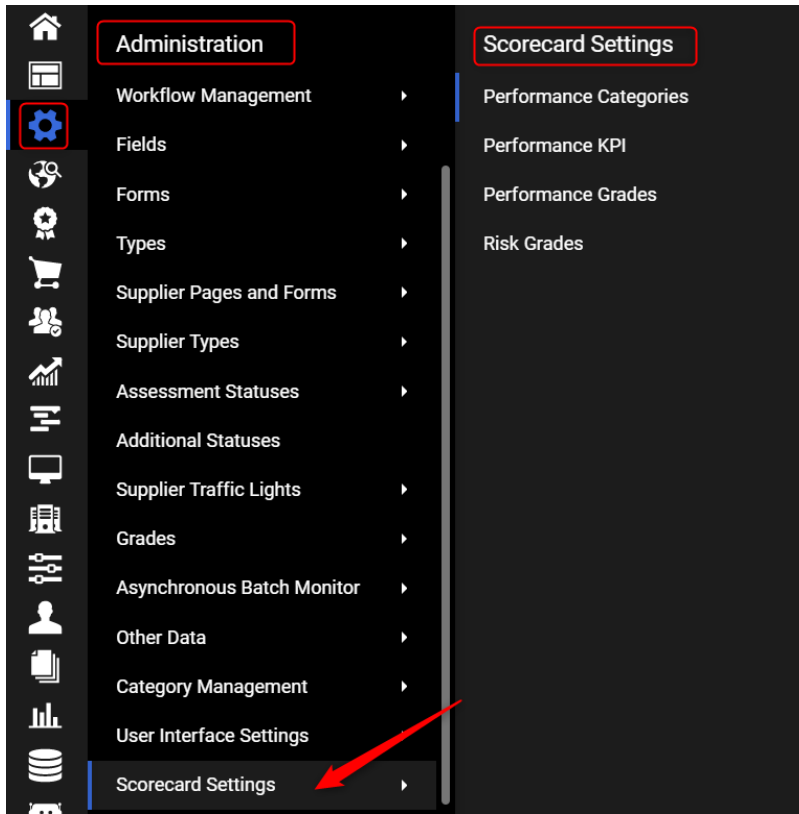 Administration
Workflow Management
Fields
Forms
Types
Supplier Pages and Forms
Supplier Types
Assessment Statuses
Additional Statuses
Supplier Traffic Lights
Grades
Asynchronous Batch Monitor
Other Data
Category Management
User Interface Settings
Scorecard Settings
Scorecard Settings
Performance Categories
Performance KPI
Performance Grades
Risk Grades